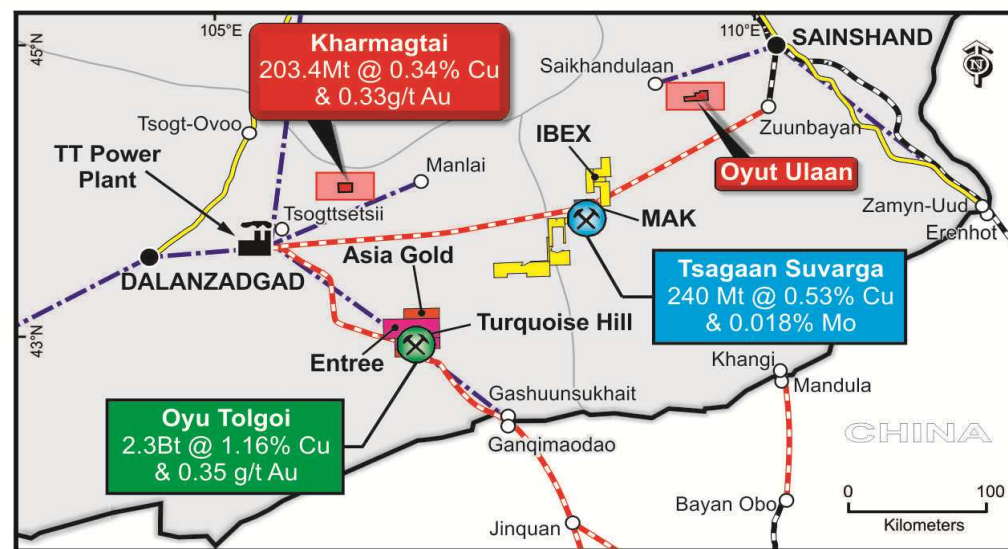 105°E
110°E
45°N
43°N
Kharmagtai
203.4Mt @ 0.34% Cu
& 0.33g/t Au
SAINSHAND
Saikhandulaan
Tsogt-Ovoo
Zuunbayan
TT Power
Plant
Manlai
IBEX
Oyut Ulaan
Tsogttsetsii
MAK
Zamyn-Uud
Erenhot
DALANZADGAD
Asia Gold
Tsagaan Suvarga
240 Mt @ 0.53% Cu
& 0.018% Mo
Turquoise Hill
Entree
Khangi
Mandula
Gashuunsukhait
Ganqimaodao
Oyu Tolgoi
2.3Bt @ 1.16% Cu
& 0.35 g/t Au
CHINA
Bayan Obo
Jinquan
0
100
Kilometers